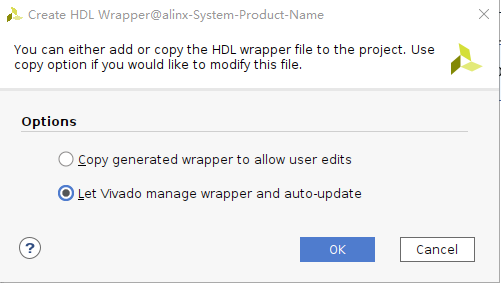 Create HDL Wrapper@alinx-System-Product-Name
You can either add or copy the HDL wrapper file to the project. Use
copy option if you would like to modify this file.
Options
Copy generated wrapper to allow user edits
Let Vivado manage wrapper and auto-update
?
OK
Cancel